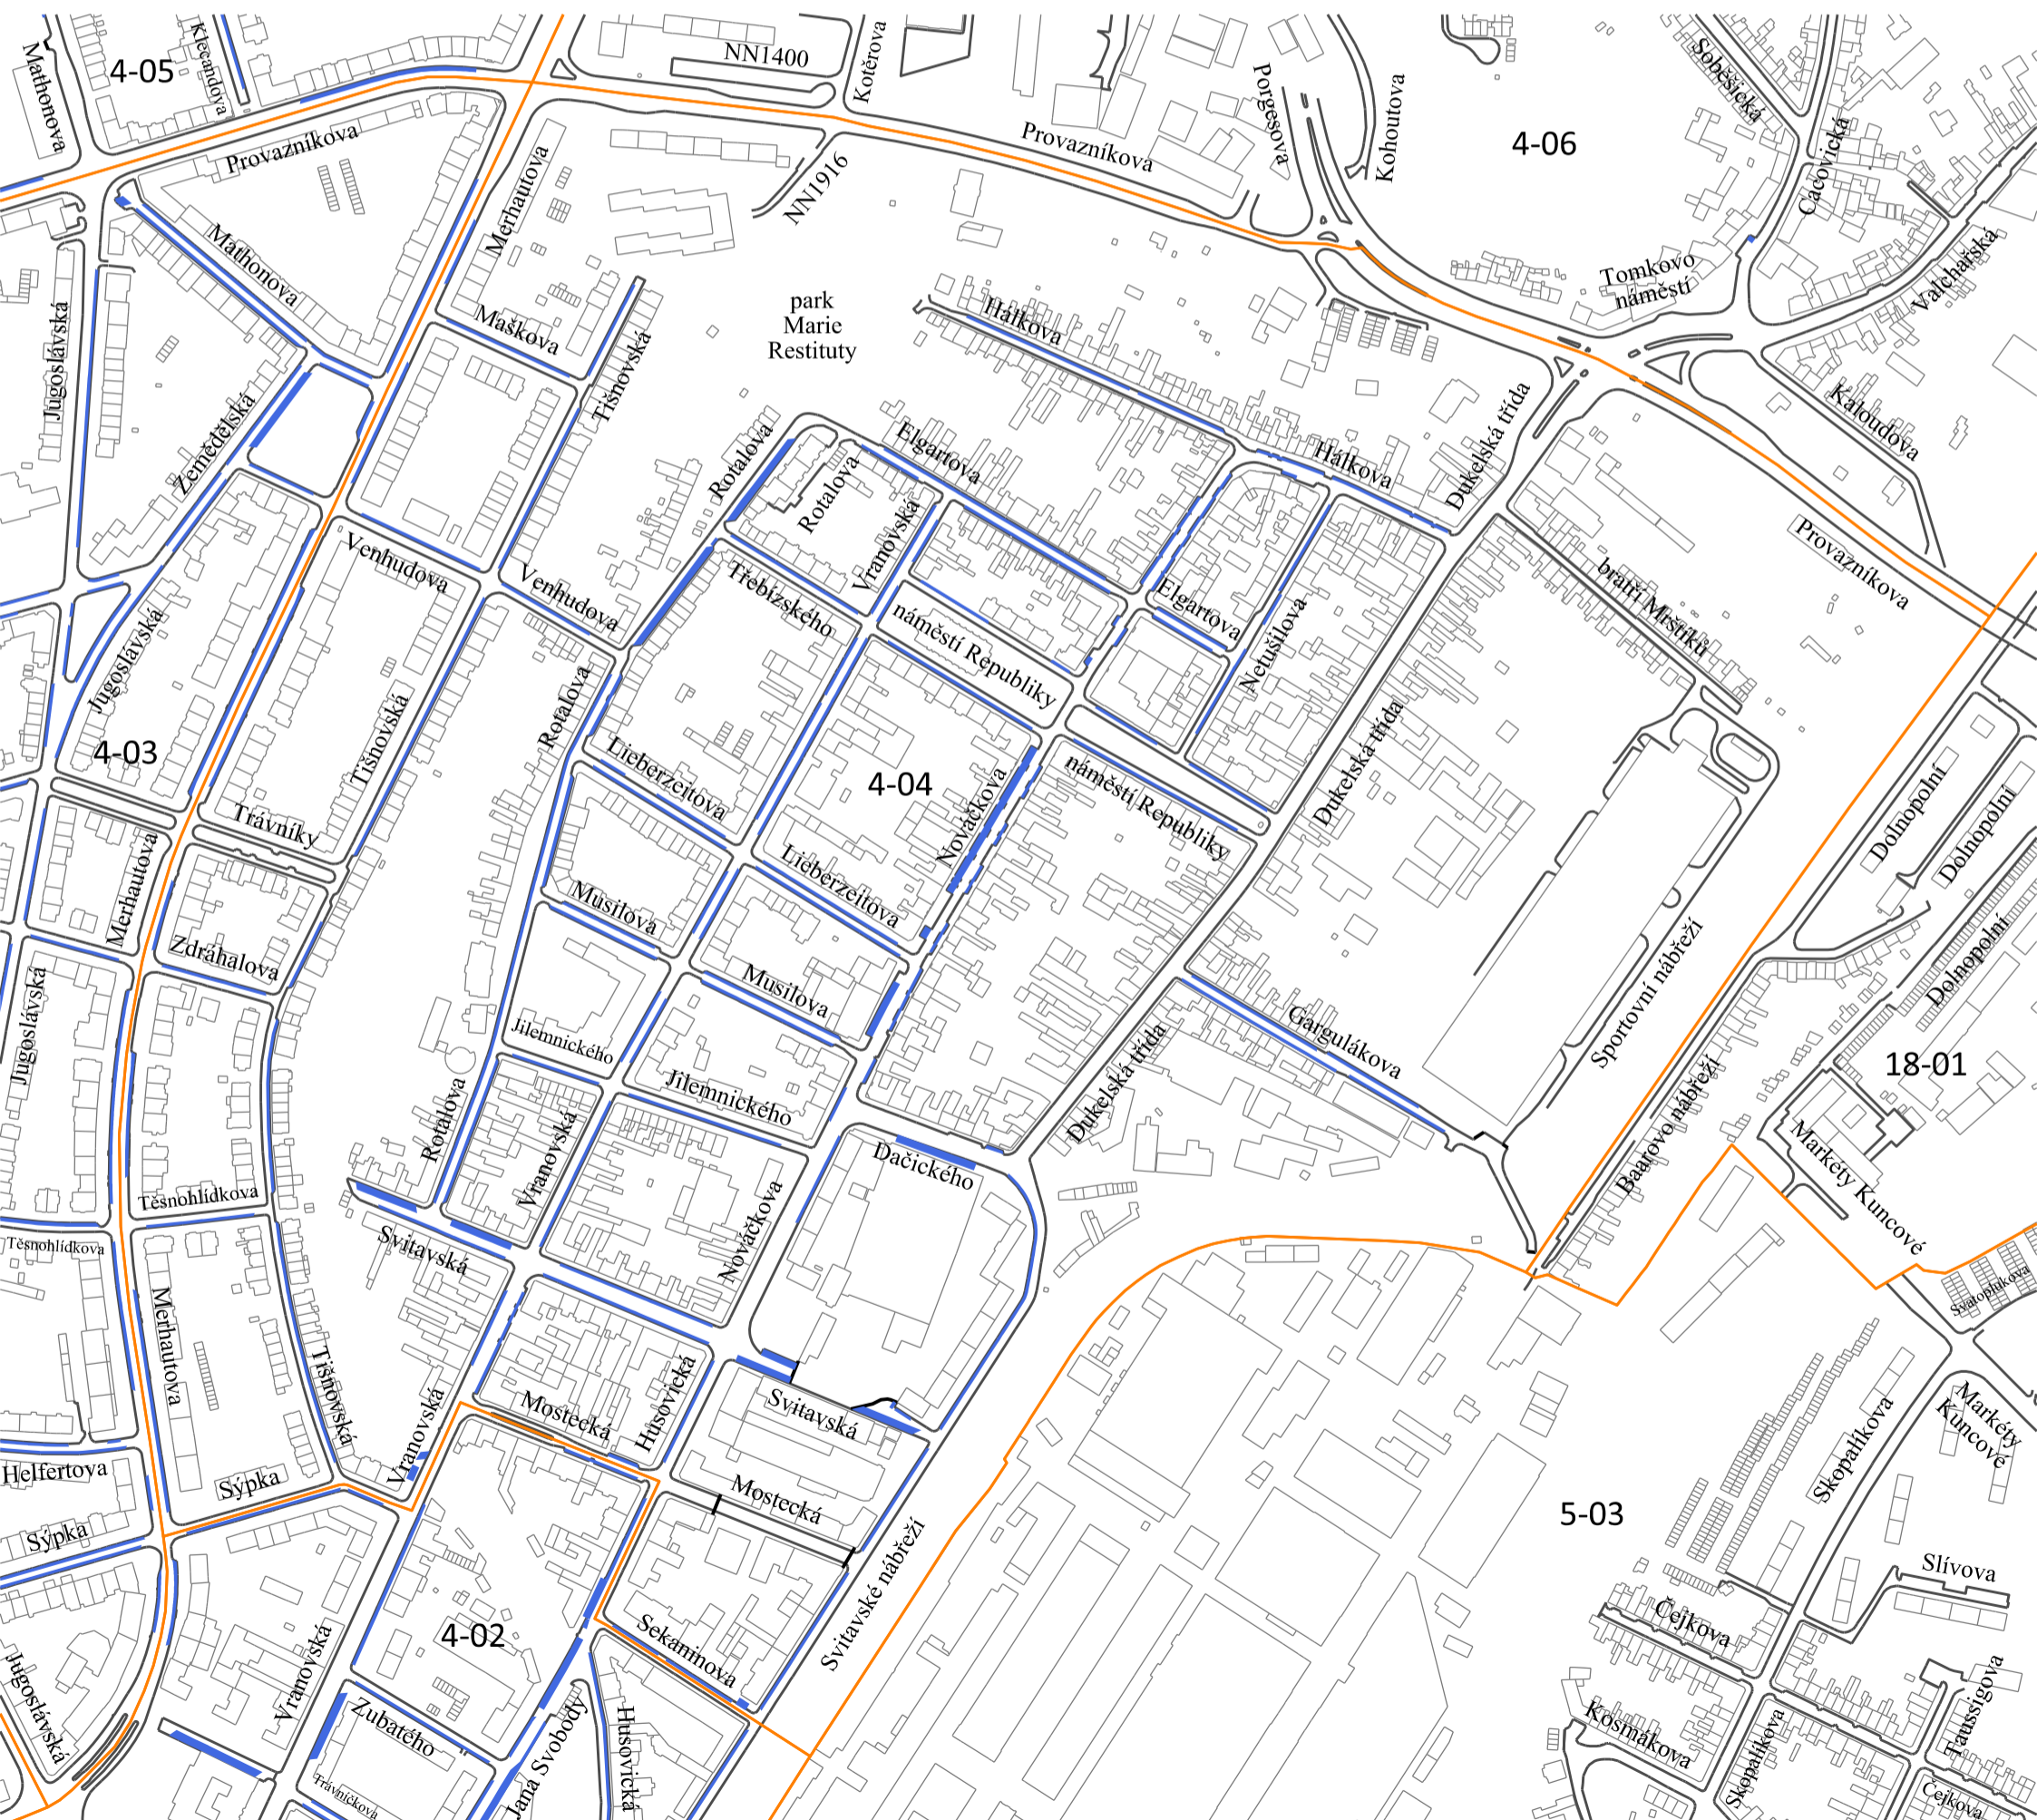 Mathonova
4-05
Klecandova
NN1400
Kotěrova
Soběšická
Provazníkova
Merhautova
NN1916
Provazníkova
Porgesova
Kohoutova
4-06
Cacovická
Mathonova
Jugoslávská
Maškova
Tišnovská
park
Marie
Restituty
Hálkova
Tomkovo
náměstí
Valchařská
Zemědělská
Rotalova
Rotalova
Elgartova
Vranovská
Hálkova
Dukelská třída
Kaloudova
Venhudova
Venhudova
Třebízského
náměstí Republiky
Elgartova
Netušilova
bratří Mrštíků
Provazníkova
Jugoslávská
4-03
Tišnovská
Rotalova
Lieberzeitova
4-04
Nováčkova
náměstí Republiky
Dukelská třída
Dolnopolní
Dolnopolní
Trávníky
Merhautova
Lieberzeitova
Zdráhalova
Musilova
Musilova
Jugoslávská
Jilemnického
Jilemnického
Gargulákova
Sportovní nábřeží
Dolnopolní
18-01
Rotalova
Vranovská
Dukelská třída
Dačického
Baarovo nábřeží
Markéty Kuncové
Těsnohlídkova
Těsnohlídkova
Svitavská
Nováčkova
Svatoplukova
Merhautova
Tišnovská
Vranovská
Mostecká
Husovická
Svitavská
Skopalíkova
Markéty
Kuncové
Helfertova
Sýpka
Mostecká
5-03
Sýpka
Svitavské nábřeží
Slívova
Čejkova
4-02
Sekaninova
Jugoslávská
Vranovská
Zubatého
Jana Svobody
Husovická
Kosmákova
Skopalíkova
Taussigova
Trávníčkova
Čejkova